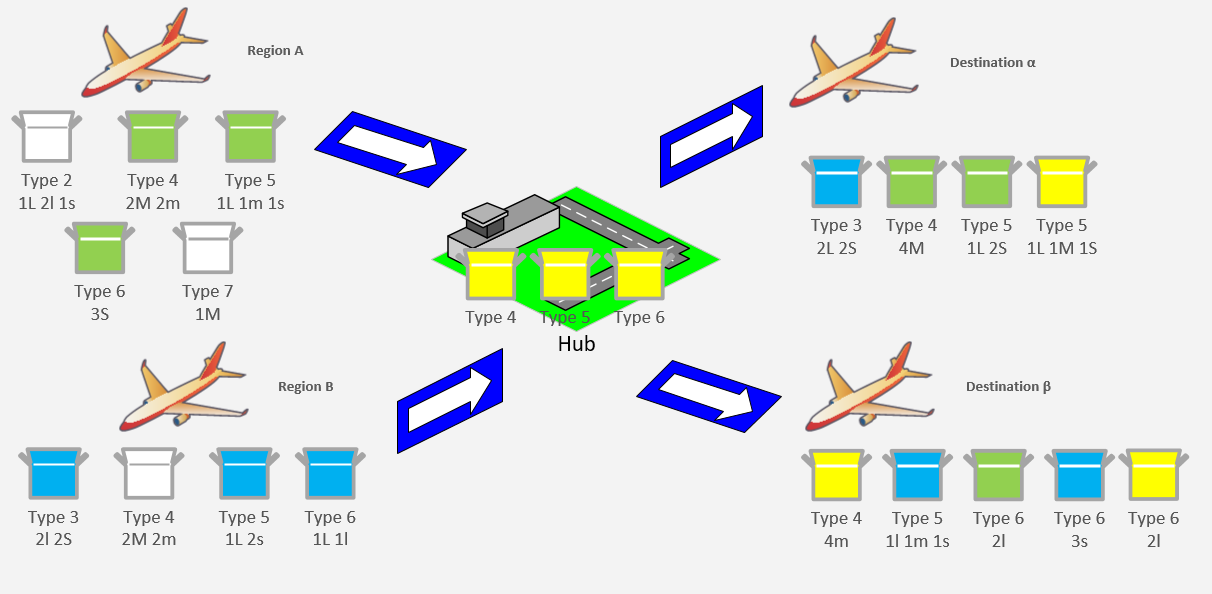 Region A
Type 2
1L 2l 1s
Type 4
2M 2m
Type 5
1L 1m 1s
Type 6
3S
Type 7
1M
Region B
Type 3
2l 2S
Type 4
2M 2m
Type 5
1L 2s
Type 6
1L 1l
Type 4
Type 5
Type 6
Hub
Destination α
Type 3
2L 2S
Type 4
4M
Type 5
1L 2S
Type 5
1L 1M 1S
Destination β
Type 4
4m
Type 5
1l 1m 1s
Type 6
2l
Type 6
3s
Type 6
2l